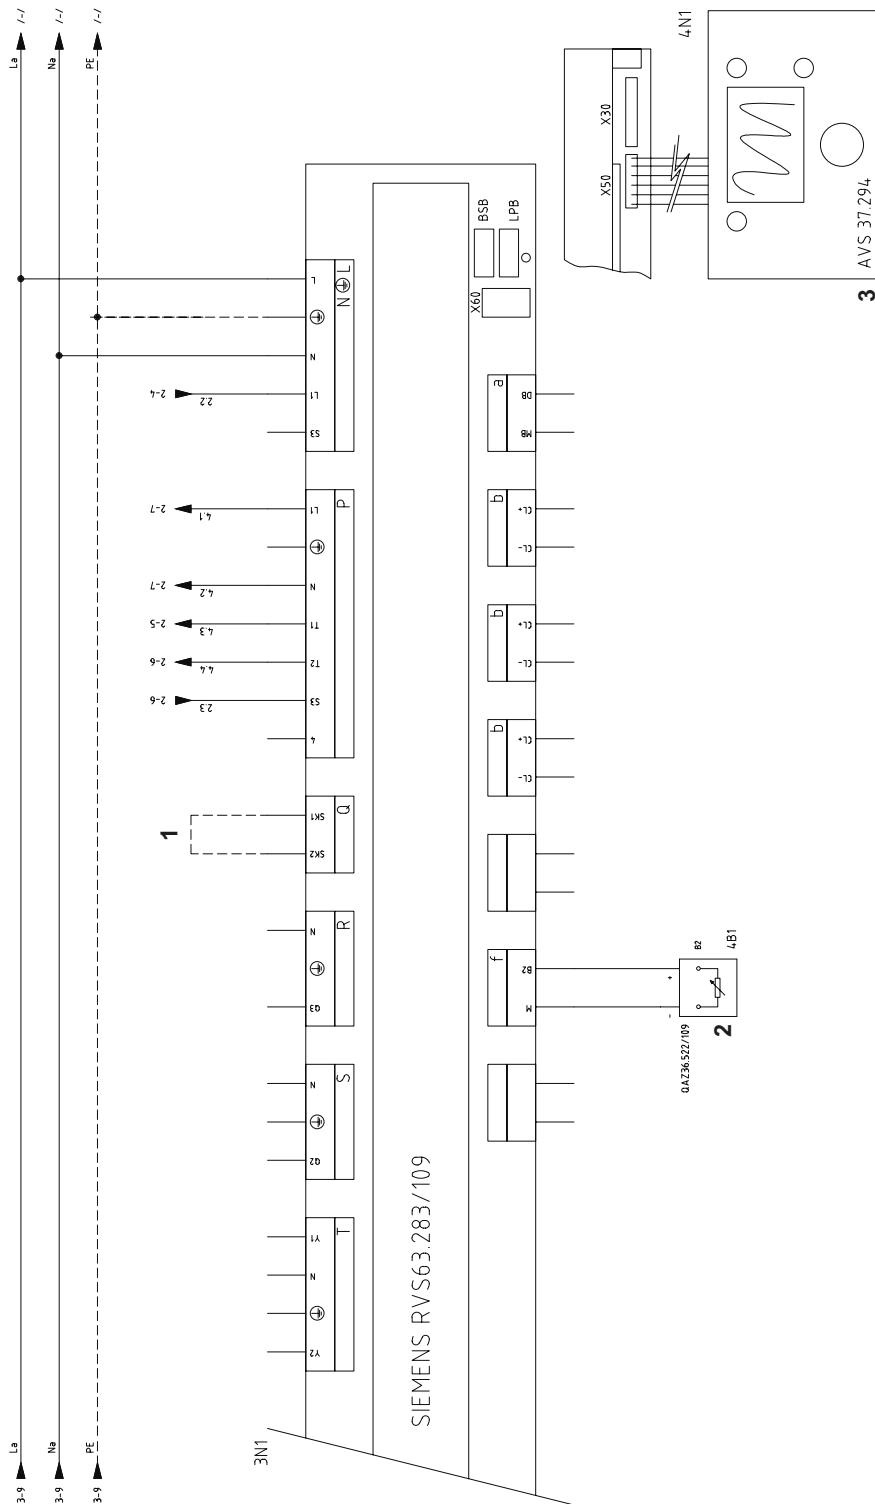 La /-/
Na /-/
PE /-/
3-9 La
3-9 Na
3-9 PE
4N1
X30
X50
AVS 37.294
3
BSB
LPB
X60
L
N
L1
S3
N L
2-4 2.2
L1
N
T1
T2
S3
4
P
2-7 4.1
2-7 4.2
2-5 4.3
2-6 4.4
2-6 2.3
1
SK1
SK2
Q
N
Q3
R
N
Q2
S
Y1
N
Y2
T
a
DB
MB
b
CL+
CL-
b
CL+
CL-
b
CL+
CL-
f
B2
M
+
-
B2
4B1
QAZ36.522/109
2
SIEMENS RVS63.283/109
3N1